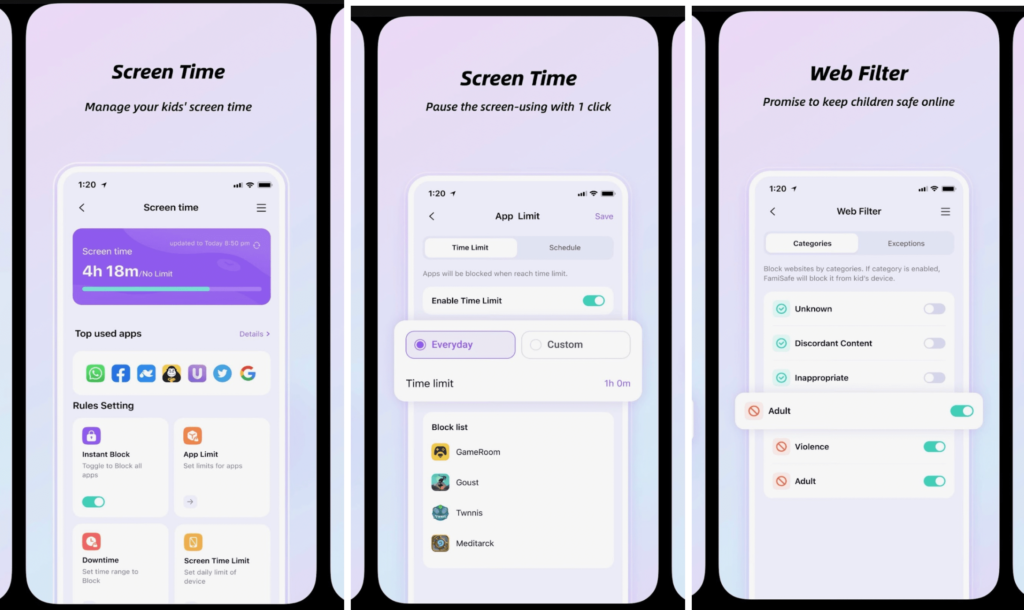 Screen Time
Manage your kids' screen time
1:20
Screen time
updated to Today 8:50 pm
Screen time
4h 18m/No Limit
Top used apps
Details >
Rules Setting
Instant Block
Toggle to Block all
apps
App Limit
Set limits for apps
Downtime
Set time range to
Block
Screen Time Limit
Set daily limit of
device
Screen Time
Pause the screen-using with 1 click
1:20
App Limit
Save
Time Limit
Schedule
Apps will be blocked when reach time limit.
Enable Time Limit
Everyday
Custom
Time limit
1h 0m
Block list
GameRoom
Goust
Twnnis
Meditarck
Web Filter
Promise to keep children safe online
1:20
Web Filter
Categories
Exceptions
Block websites by categories. If category is enabled,
FamiSafe will block it from kid's device.
Unknown
Discordant Content
Inappropriate
Adult
Violence
Adult